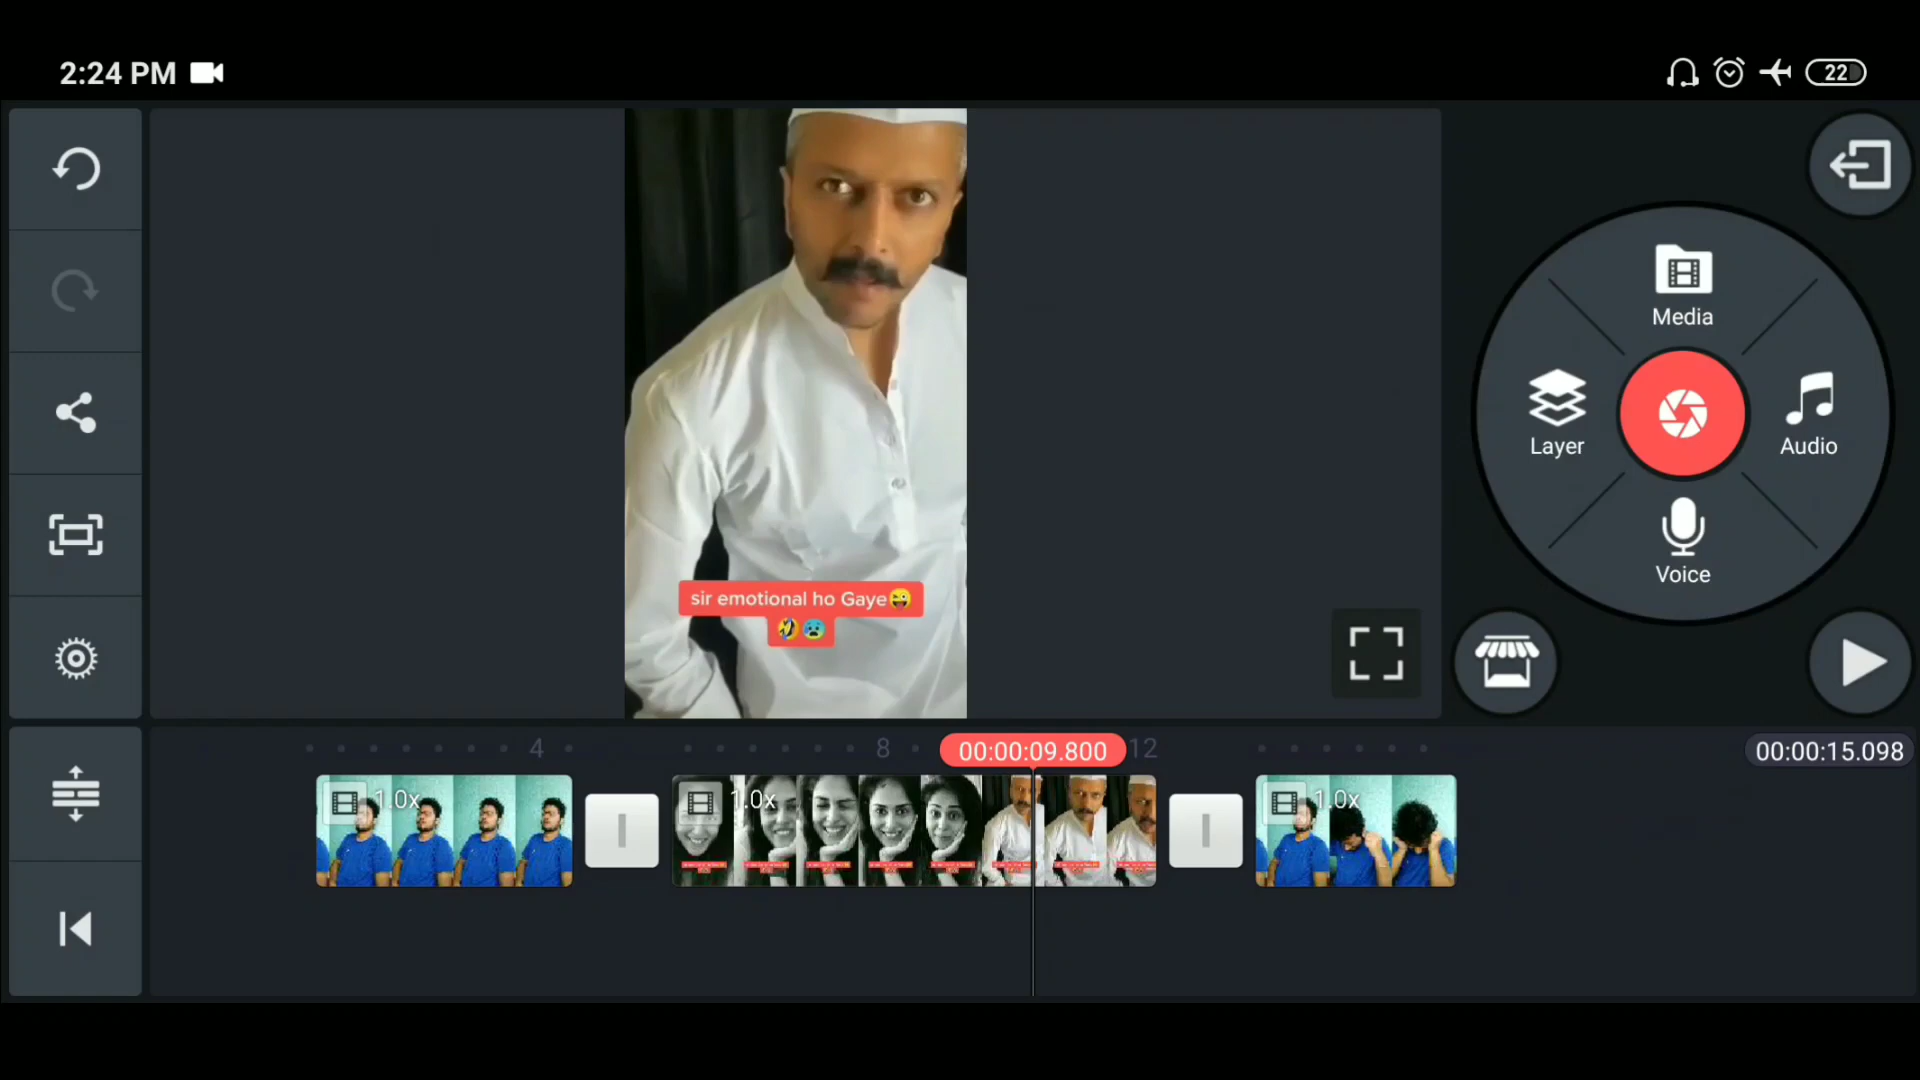 2:24 PM
22
Media
Layer
Audio
Voice
sir emotional ho Gaye😜
🤣😰
4
8
00:00:09.800
12
00:00:15.098
1.0x
1.0x
1.0x